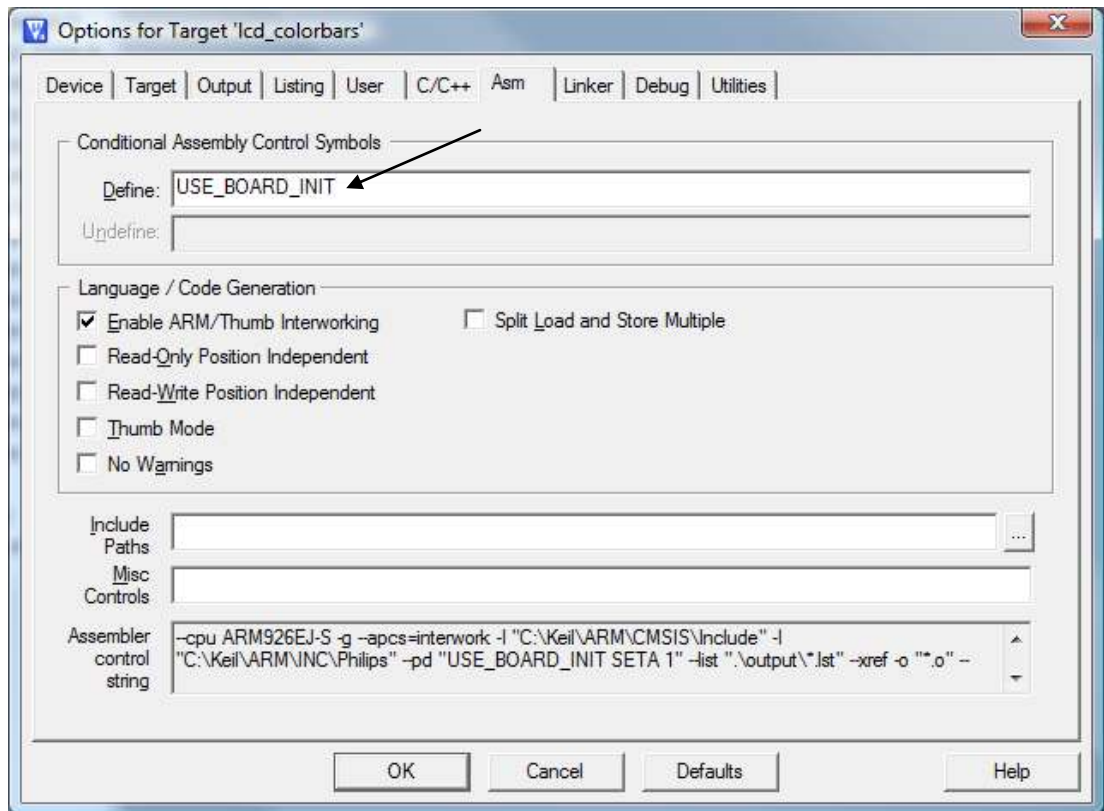 Options for Target 'lcd_colorbars'
Device Target Output Listing User C/C++ Asm Linker Debug Utilities
Conditional Assembly Control Symbols
Define: USE_BOARD_INIT
Undefine:
Language / Code Generation
Enable ARM/Thumb Interworking Split Load and Store Multiple
Read-Only Position Independent
Read-Write Position Independent
Thumb Mode
No Warnings
Include
Paths
...
Misc
Controls
Assembler
control
string
--cpu ARM926EJ-S -g --apcs=interwork -I "C:\Keil\ARM\CMSIS\Include" -I
"C:\Keil\ARM\INC\Philips" --pd "USE_BOARD_INIT SETA 1" --list ".\output\*.lst" --xref -o "*.o" --
OK Cancel Defaults Help